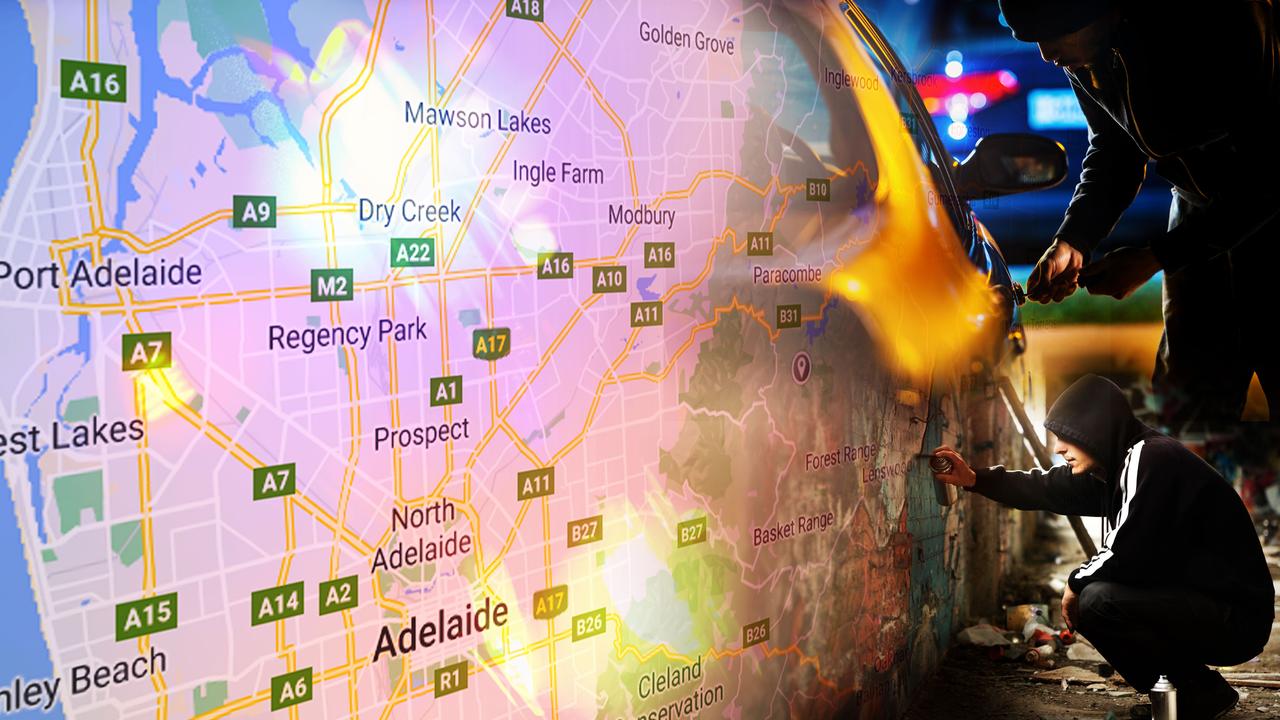 A18
Golden Grove
A16
Inglewood
Kersbrook
Mawson Lakes
B31
Ingle Farm
B10
A9
Dry Creek
Modbury
A22
A11
Port Adelaide
M2
A16
A10
A16
Paracombe
Regency Park
A17
A11
B31
A7
A1
est Lakes
Prospect
Forest Range
Lenswood
A7
A11
North
Adelaide
B27
B27
Basket Range
A15
A14
A2
Adelaide
A17
B26
B26
nley Beach
A6
R1
Cleland
onservation